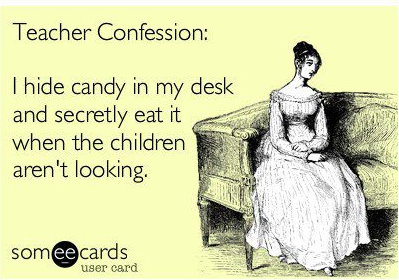 Teacher Confession:
I hide candy in my desk
and secretly eat it
when the children
aren't looking.
someecards
user card